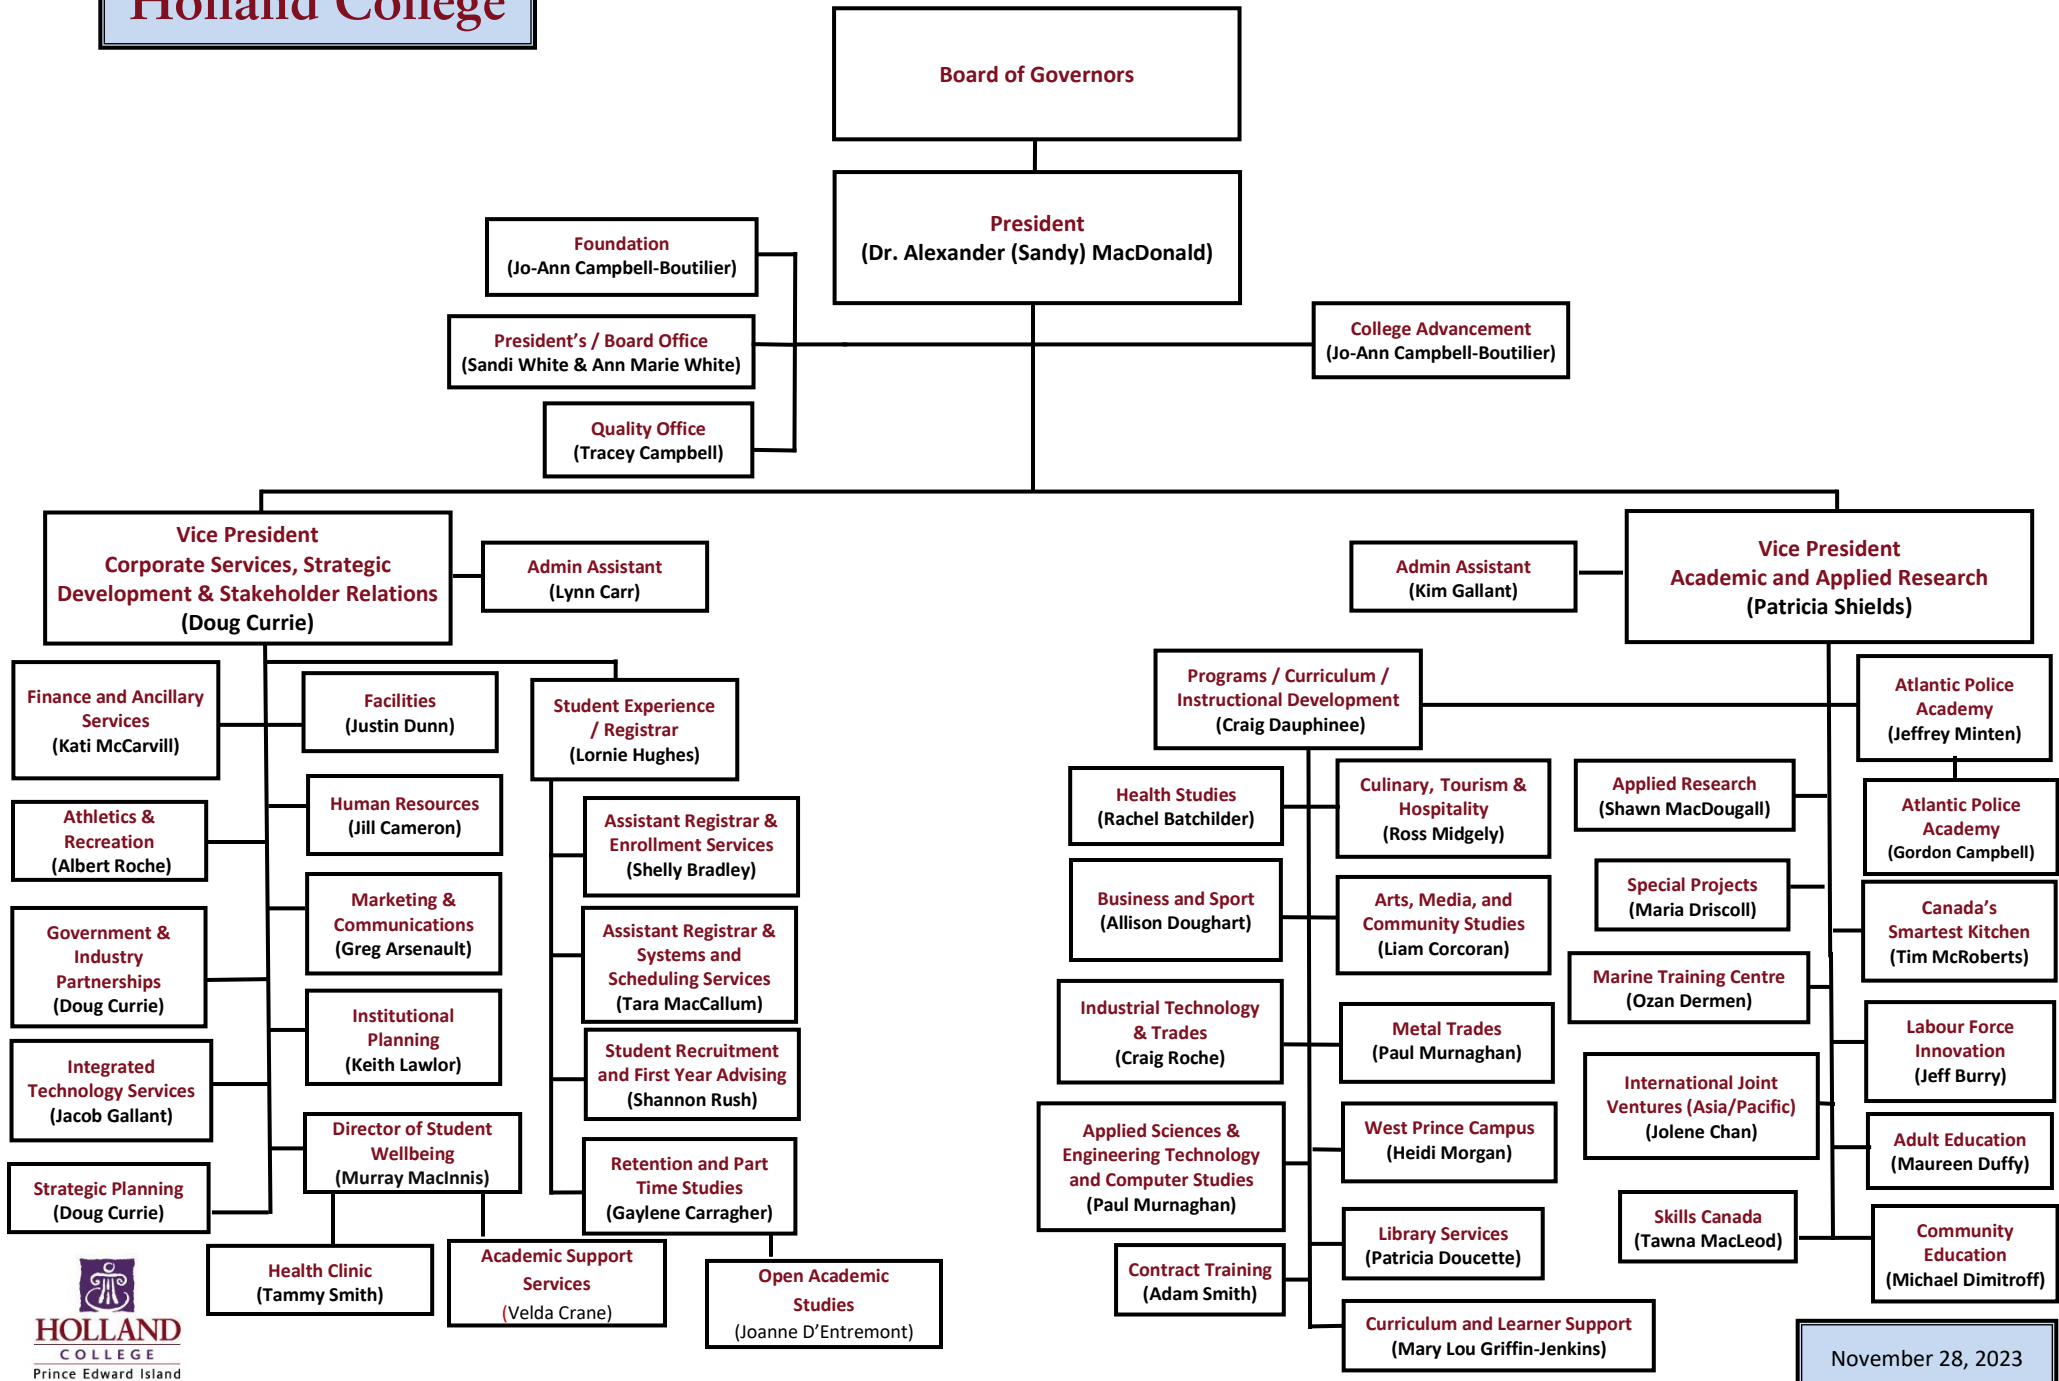 Holland College
Board of Governors
President
(Dr. Alexander (Sandy) MacDonald)
Foundation
(Jo-Ann Campbell-Boutilier)
President’s / Board Office
(Sandi White & Ann Marie White)
College Advancement
(Jo-Ann Campbell-Boutilier)
Quality Office
(Tracey Campbell)
Vice President
Corporate Services, Strategic
Development & Stakeholder Relations
(Doug Currie)
Admin Assistant
(Lynn Carr)
Admin Assistant
(Kim Gallant)
Vice President
Academic and Applied Research
(Patricia Shields)
Finance and Ancillary
Services
(Kati McCarvill)
Facilities
(Justin Dunn)
Student Experience
/ Registrar
(Lornie Hughes)
Athletics &
Recreation
(Albert Roche)
Human Resources
(Jill Cameron)
Assistant Registrar &
Enrollment Services
(Shelly Bradley)
Government &
Industry
Partnerships
(Doug Currie)
Marketing &
Communications
(Greg Arsenault)
Assistant Registrar &
Systems and
Scheduling Services
(Tara MacCallum)
Institutional
Planning
(Keith Lawlor)
Integrated
Technology Services
(Jacob Gallant)
Student Recruitment
and First Year Advising
(Shannon Rush)
Director of Student
Wellbeing
(Murray MacInnis)
Strategic Planning
(Doug Currie)
Retention and Part
Time Studies
(Gaylene Carragher)
Health Clinic
(Tammy Smith)
Academic Support
Services
(Velda Crane)
Open Academic
Studies
(Joanne D’Entremont)
Programs / Curriculum /
Instructional Development
(Craig Dauphinee)
Atlantic Police
Academy
(Jeffrey Minten)
Health Studies
(Rachel Batchilder)
Culinary, Tourism &
Hospitality
(Ross Midgely)
Applied Research
(Shawn MacDougall)
Atlantic Police
Academy
(Gordon Campbell)
Business and Sport
(Allison Doughart)
Arts, Media, and
Community Studies
(Liam Corcoran)
Special Projects
(Maria Driscoll)
Canada’s
Smartest Kitchen
(Tim McRoberts)
Industrial Technology
& Trades
(Craig Roche)
Metal Trades
(Paul Murnaghan)
Marine Training Centre
(Ozan Dermen)
Labour Force
Innovation
(Jeff Burry)
Applied Sciences &
Engineering Technology
and Computer Studies
(Paul Murnaghan)
West Prince Campus
(Heidi Morgan)
International Joint
Ventures (Asia/Pacific)
(Jolene Chan)
Adult Education
(Maureen Duffy)
Library Services
(Patricia Doucette)
Skills Canada
(Tawna MacLeod)
Community
Education
(Michael Dimitroff)
Contract Training
(Adam Smith)
Curriculum and Learner Support
(Mary Lou Griffin-Jenkins)
HOLLAND
COLLEGE
Prince Edward Island
November 28, 2023